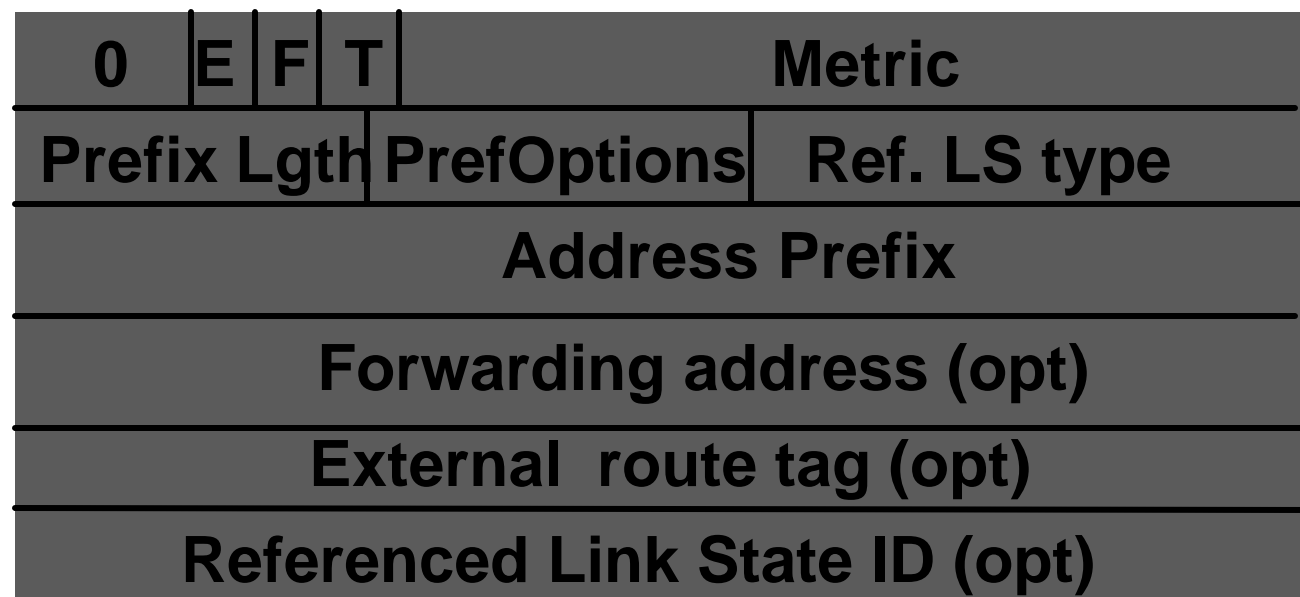 0 E F T Metric
Prefix Lgth PrefOptions Ref. LS type
Address Prefix
Forwarding address (opt)
External route tag (opt)
Referenced Link State ID (opt)